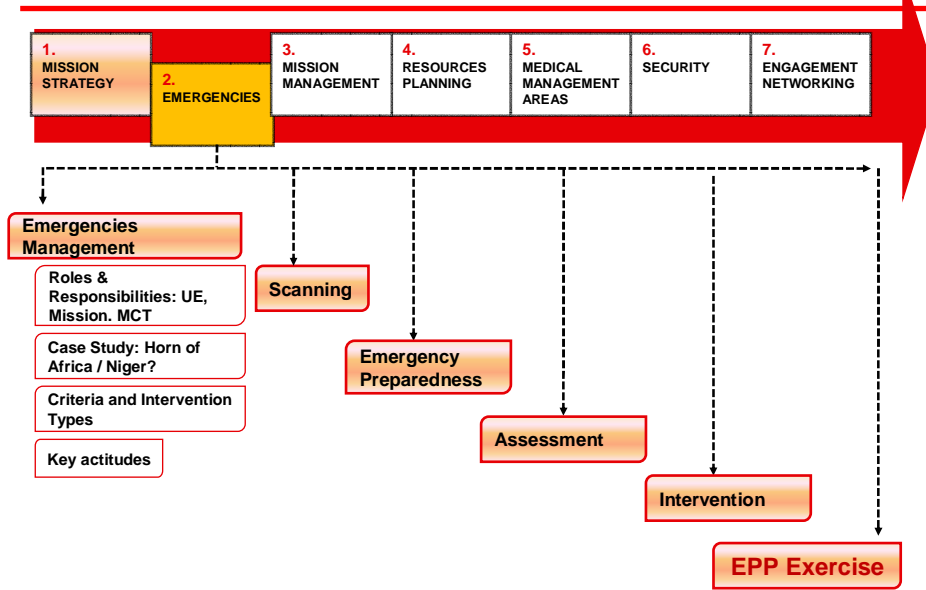 1.
MISSION
STRATEGY
2.
EMERGENCIES
3.
MISSION
MANAGEMENT
4.
RESOURCES
PLANNING
5.
MEDICAL
MANAGEMENT
AREAS
6.
SECURITY
7.
ENGAGEMENT
NETWORKING
Emergencies
Management
Roles &
Responsibilities: UE,
Mission. MCT
Case Study: Horn of
Africa / Niger?
Criteria and Intervention
Types
Key actitudes
Scanning
Emergency
Preparedness
Assessment
Intervention
EPP Exercise